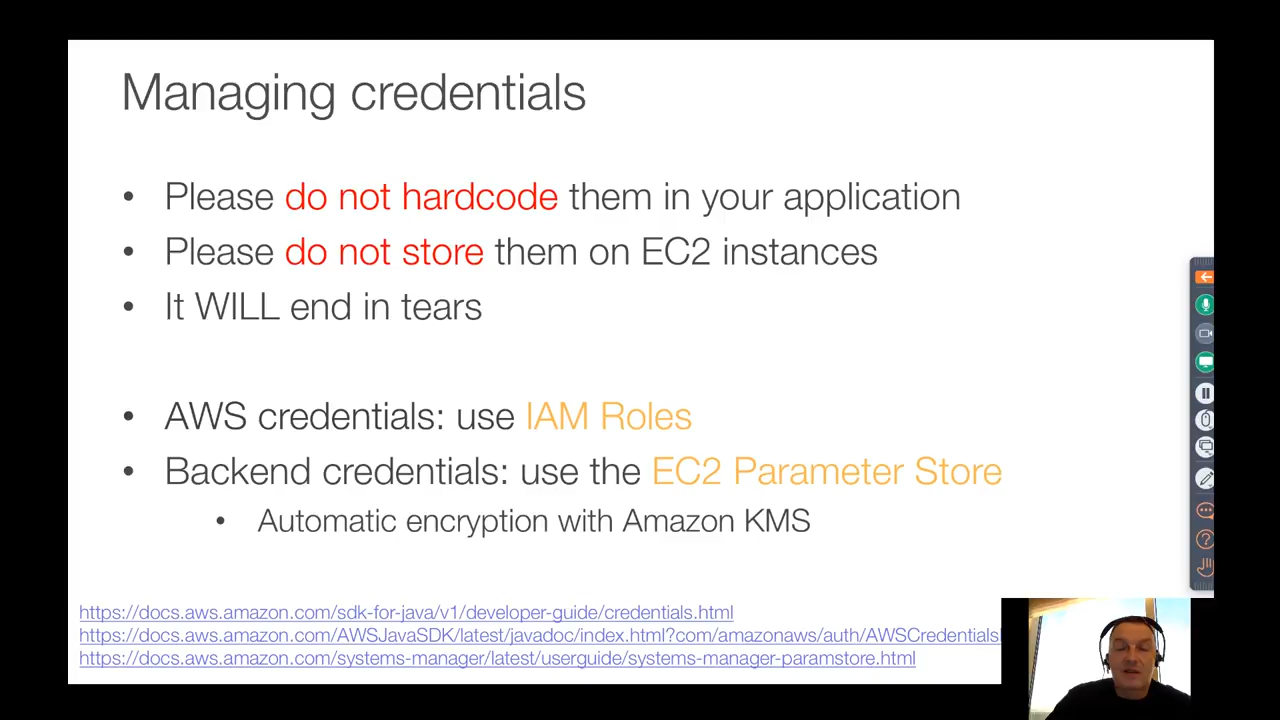 Managing credentials
• Please do not hardcode them in your application
• Please do not store them on EC2 instances
• It WILL end in tears
• AWS credentials: use IAM Roles
• Backend credentials: use the EC2 Parameter Store
• Automatic encryption with Amazon KMS
https://docs.aws.amazon.com/sdk-for-java/v1/developer-guide/credentials.html
https://docs.aws.amazon.com/AWSJavaSDK/latest/javadoc/index.html?com/amazonaws/auth/AWSCredentials
https://docs.aws.amazon.com/systems-manager/latest/userguide/systems-manager-paramstore.html